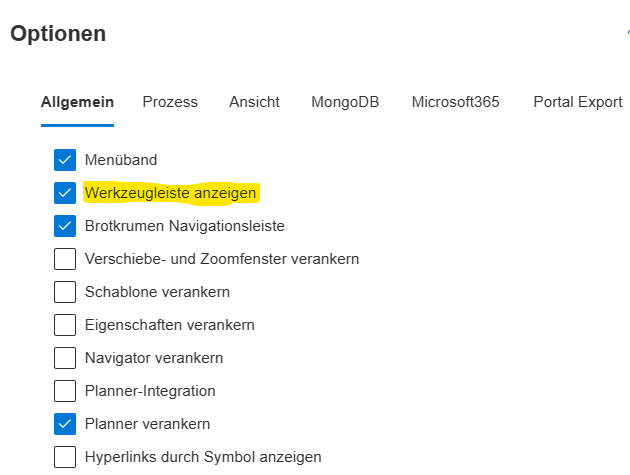 Optionen
Allgemein Prozess Ansicht MongoDB Microsoft365 Portal Export
Menüband
Werkzeugleiste anzeigen
Brotkrumen Navigationsleiste
Verschiebe- und Zoomfenster verankern
Schablone verankern
Eigenschaften verankern
Navigator verankern
Planner-Integration
Planner verankern
Hyperlinks durch Symbol anzeigen